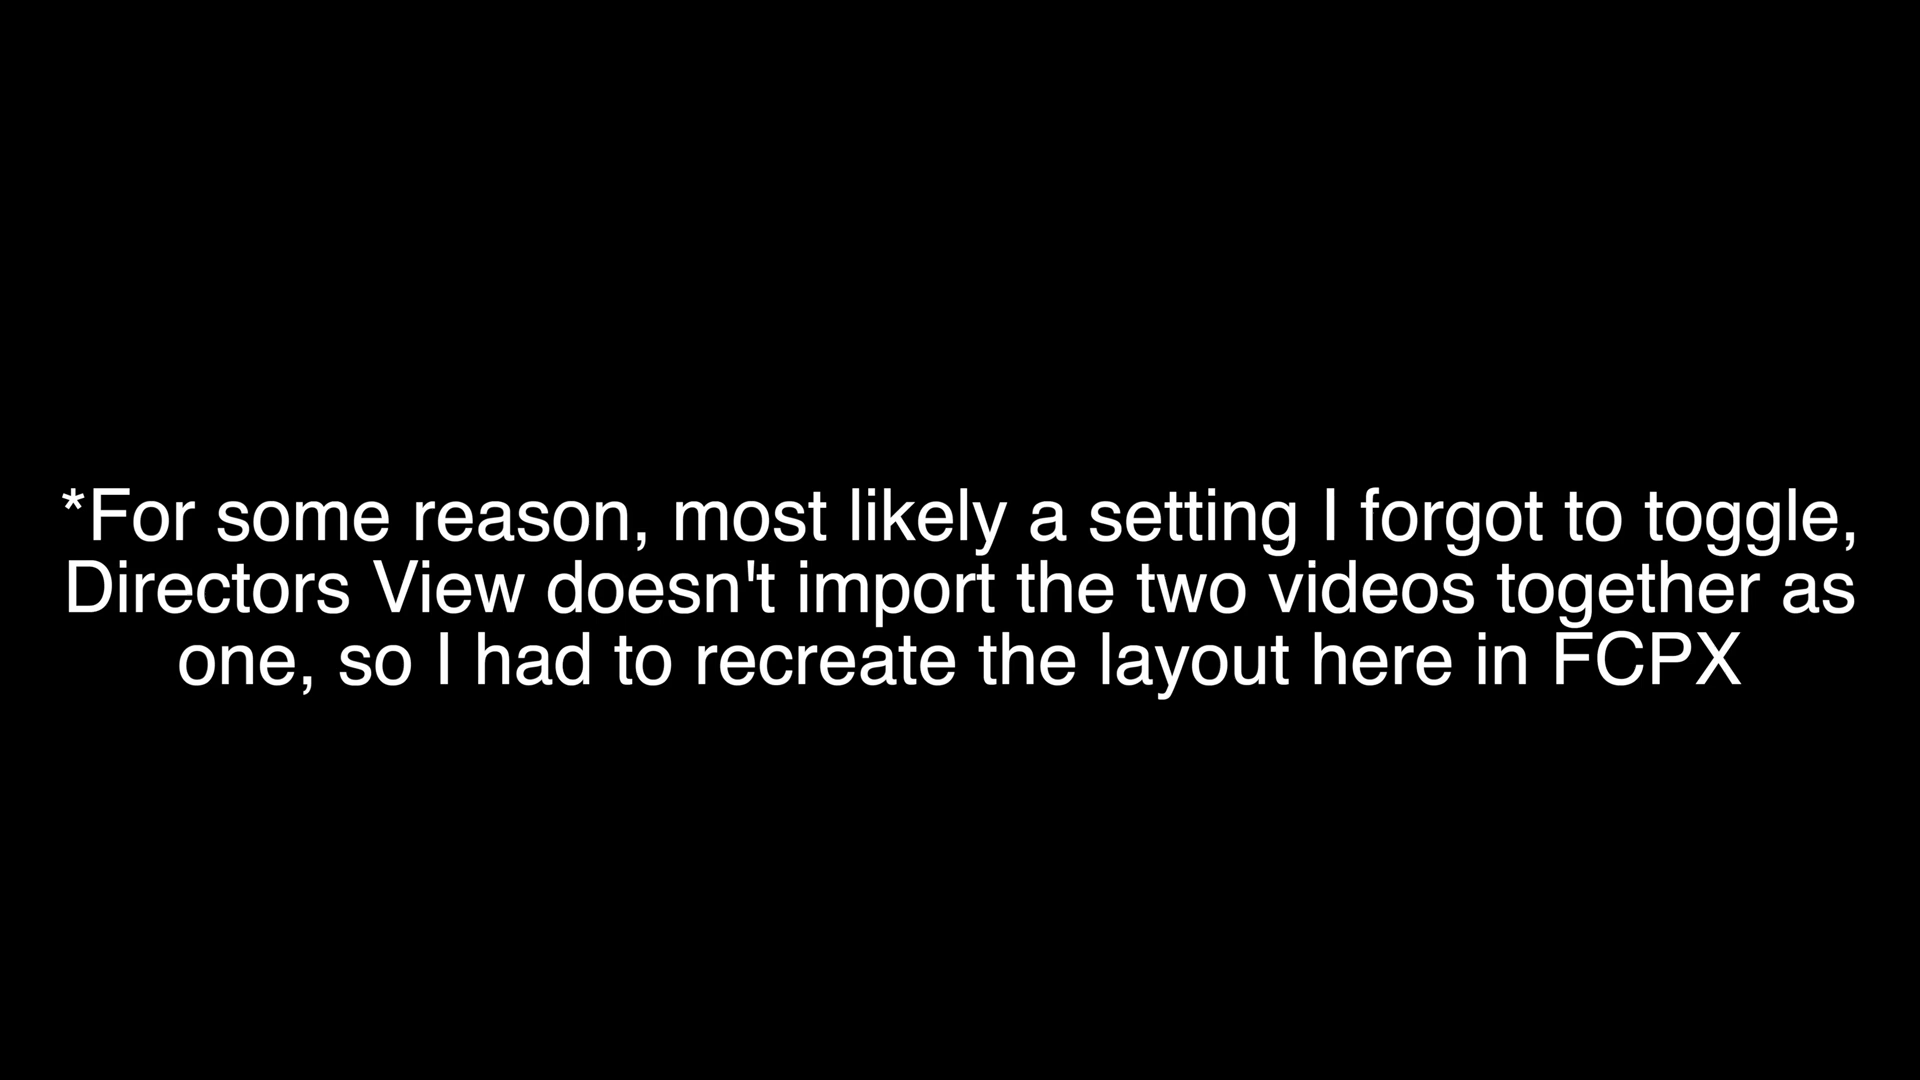 *For some reason, most likely a setting I forgot to toggle,
Directors View doesn't import the two videos together as
one, so I had to recreate the layout here in FCPX